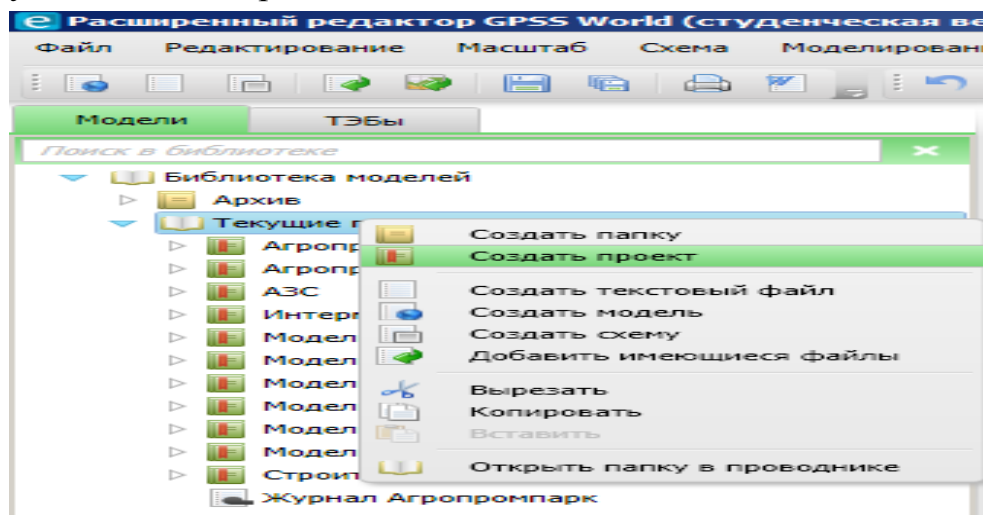 Расширенный редактор GPSS World (студенческая ве
Файл Редактирование Масштаб Схема Моделирован
Модели ТЭБы
Поиск в библиотеке
Библиотека моделей
Архив
Текущие п
Агропр
Агропр
АЗС
Интерн
Модел
Модел
Модел
Модел
Модел
Модел
Строит
Журнал Агропромпарк
Создать папку
Создать проект
Создать текстовый файл
Создать модель
Создать схему
Добавить имеющиеся файлы
Вырезать
Копировать
Вставить
Открыть папку в проводнике